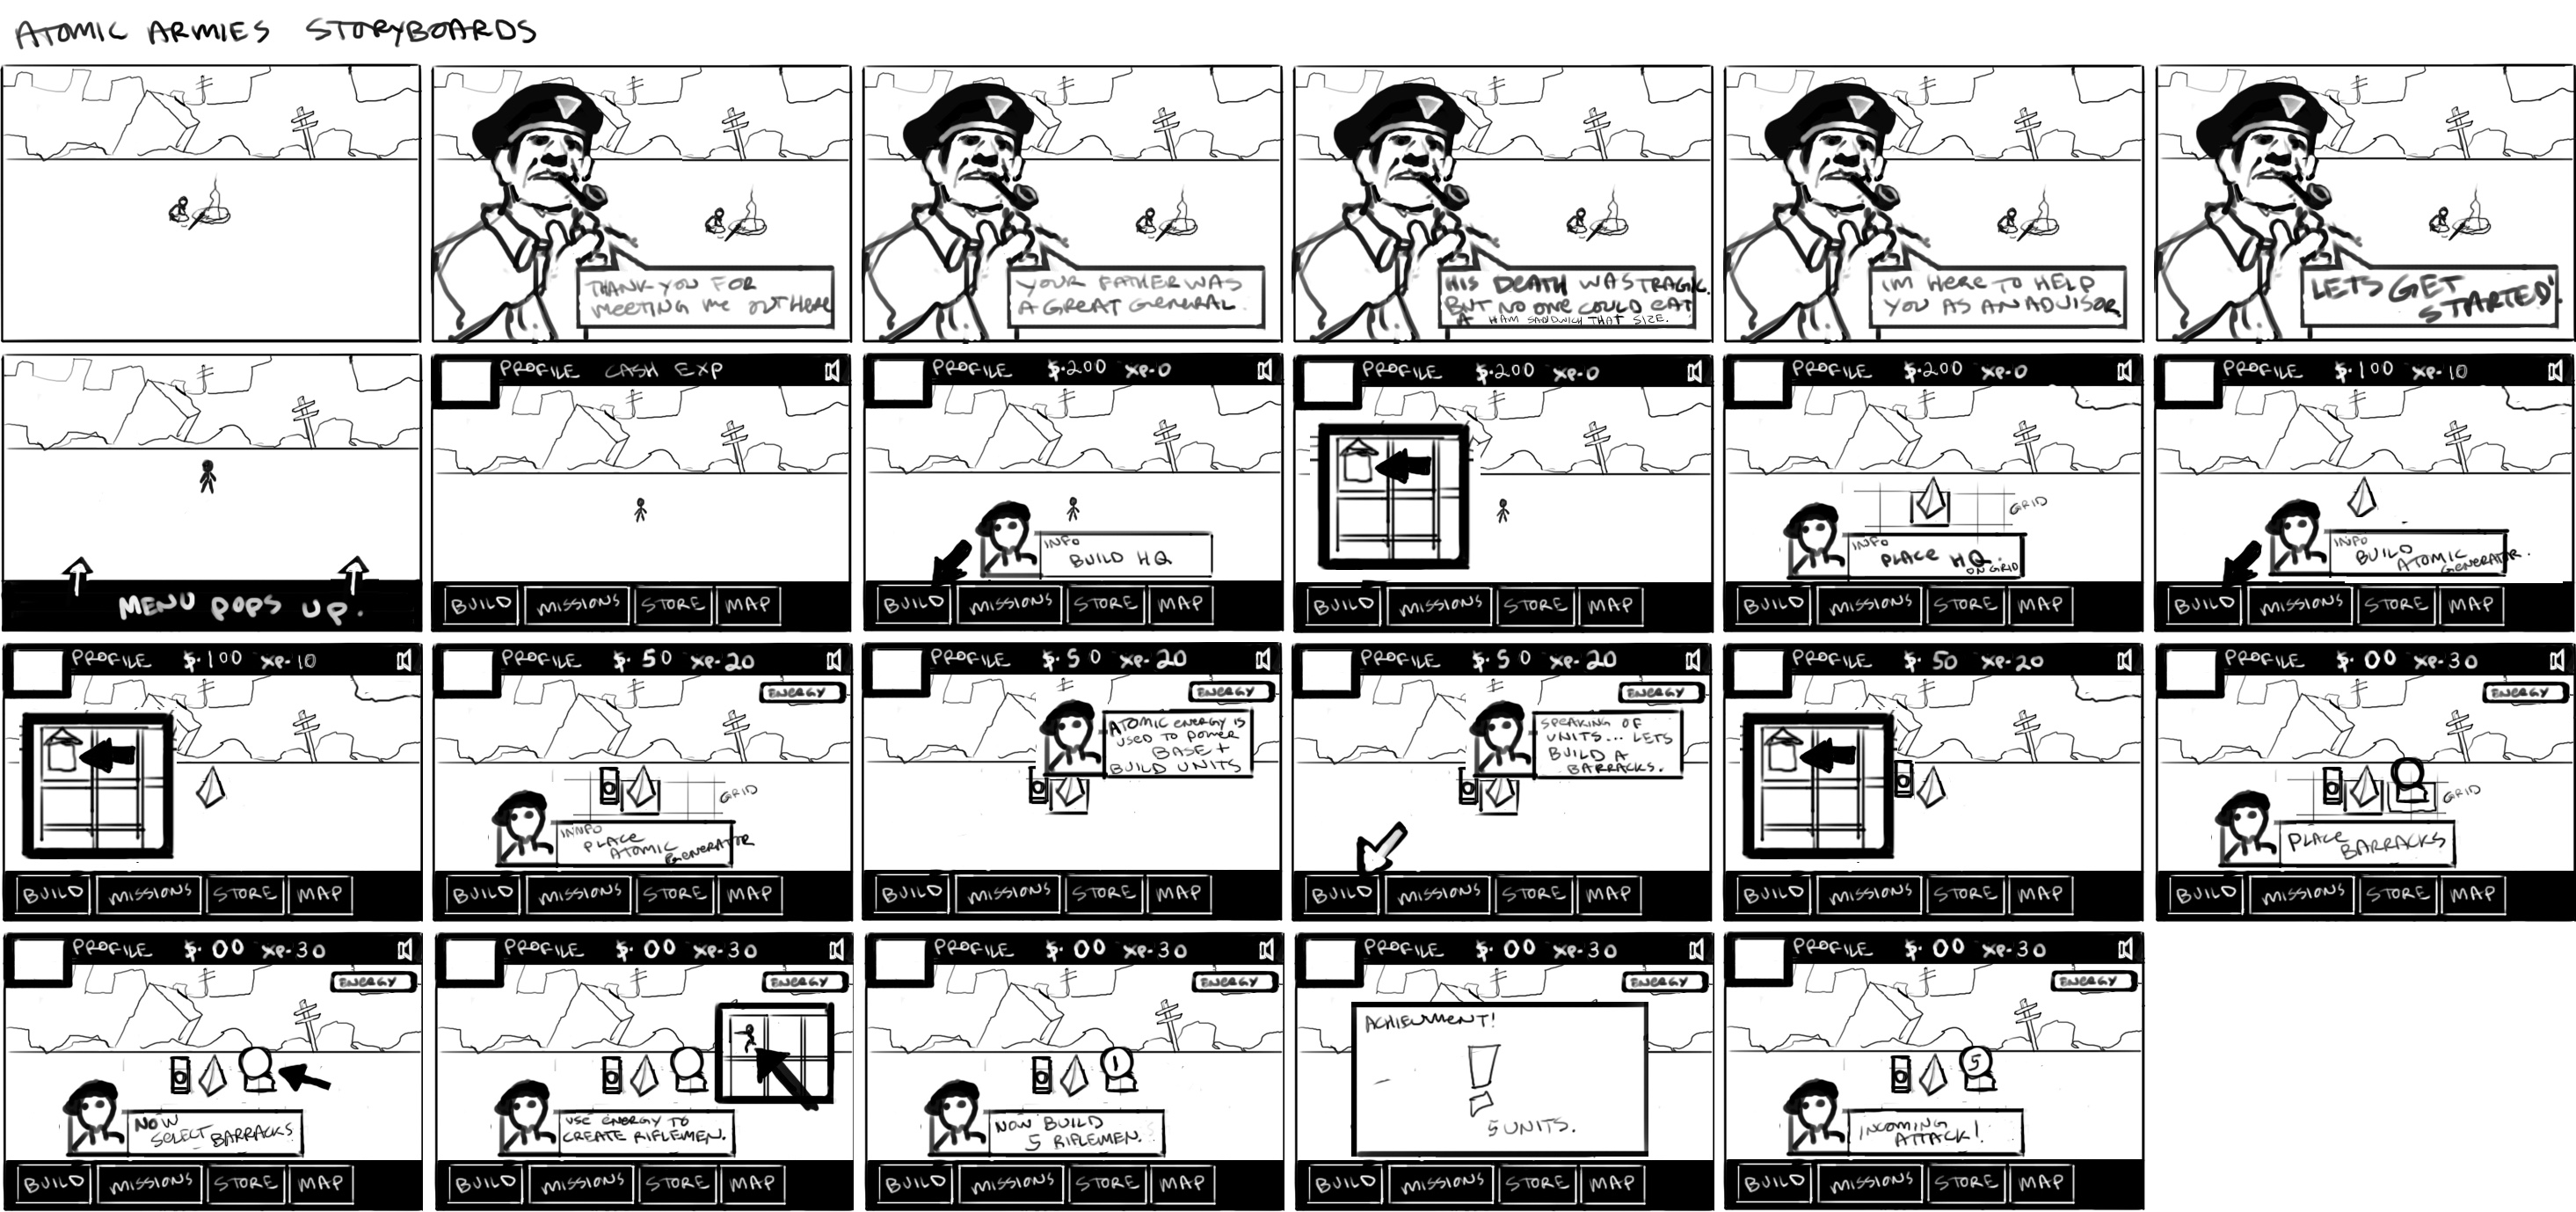 ATOMIC ARMIES STORYBOARDS
THANK YOU FOR
MEETING ME OUT HERE
YOUR FATHER WAS
A GREAT GENERAL
HIS DEATH WAS TRAGIC.
BUT NO ONE COULD EAT
A HAM SANDWICH THAT SIZE.
IM HERE TO HELP
YOU AS AN ADVISOR
LETS GET
STARTED!
MENU POPS UP.
PROFILE CASH EXP
BUILD MISSIONS STORE MAP
PROFILE $.200 XP-0
INFO
BUILD HQ
BUILD MISSIONS STORE MAP
PROFILE $.200 XP-0
BUILD MISSIONS STORE MAP
PROFILE $.200 XP-0
GRID
INFO
PLACE HQ.
ON GRID
BUILD MISSIONS STORE MAP
PROFILE $.100 XP-10
INFO
BUILD
ATOMIC
GENERATOR.
BUILD MISSIONS STORE MAP
PROFILE $.100 XP-10
BUILD MISSIONS STORE MAP
PROFILE $.50 XP-20
ENERGY
GRID
INNFO
PLACE
ATOMIC
GENERATOR
BUILD MISSIONS STORE MAP
PROFILE $.50 XP-20
ENERGY
ATOMIC ENERGY IS
USED TO POWER
BASE +
BUILD UNITS
BUILD MISSIONS STORE MAP
PROFILE $.50 XP-20
ENERGY
SPEAKING OF
UNITS... LETS
BUILD A
BARRACKS.
BUILD MISSIONS STORE MAP
PROFILE $.50 XP-20
BUILD MISSIONS STORE MAP
PROFILE $.00 XP-30
ENERGY
GRID
PLACE
BARRACKS
BUILD MISSIONS STORE MAP
PROFILE $.00 XP-30
ENERGY
NOW
SELECT BARRACKS
BUILD MISSIONS STORE MAP
PROFILE $.00 XP-30
ENERGY
USE ENERGY TO
CREATE RIFLEMEN.
BUILD MISSIONS STORE MAP
PROFILE $.00 XP-30
ENERGY
1
NOW BUILD
5 RIFLEMEN.
BUILD MISSIONS STORE MAP
PROFILE $.00 XP-30
ENERGY
ACHIEVMENT!
!
5 UNITS.
BUILD MISSIONS STORE MAP
PROFILE $.00 XP-30
ENERGY
5
INCOMING
ATTACK!
BUILD MISSIONS STORE MAP